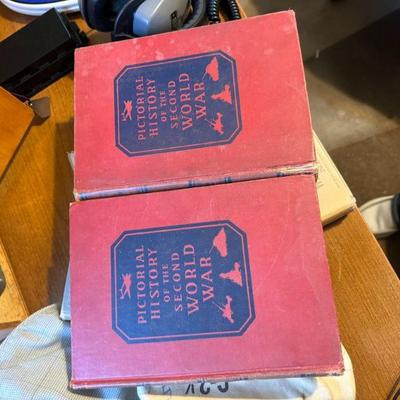 PICTORIAL
HISTORY
OF THE
SECOND
WORLD
WAR
PICTORIAL
HISTORY
OF THE
SECOND
WORLD
WAR